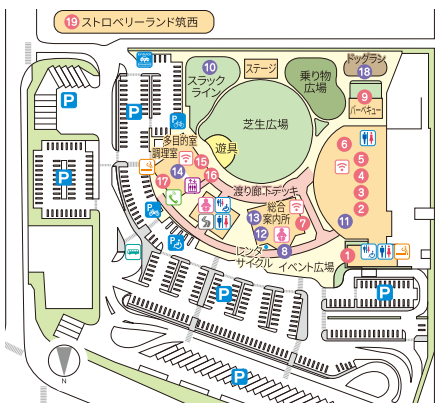 19 ストロベリーランド筑西
10
スラック
ライン
ステージ
乗り物
広場
ドッグラン
18
9
バーベキュー
P
P
P
P
芝生広場
6
5
4
3
2
11
多目的室
調理室
遊具
15
14
16
17
渡り廊下デッキ
総合
案内所
13
12
7
8
レンタ
サイクル
イベント広場
1
P
P
P
N